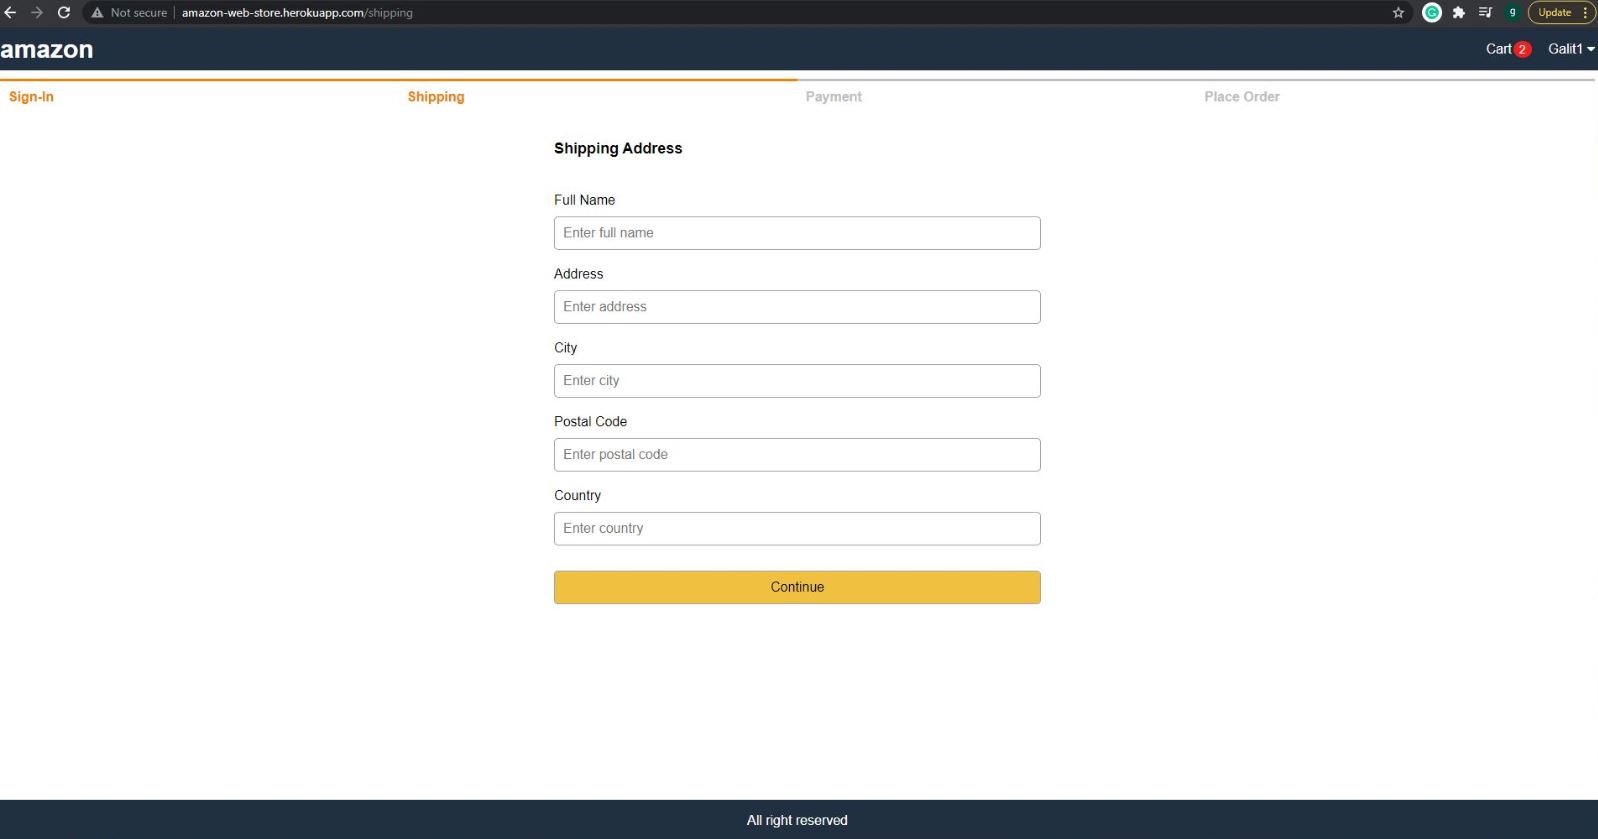 Not secure | amazon-web-store.herokuapp.com/shipping
G g Update
amazon
Cart 2 Galit1
Sign-In Shipping Payment Place Order
Shipping Address
Full Name
Enter full name
Address
Enter address
City
Enter city
Postal Code
Enter postal code
Country
Enter country
Continue
All right reserved